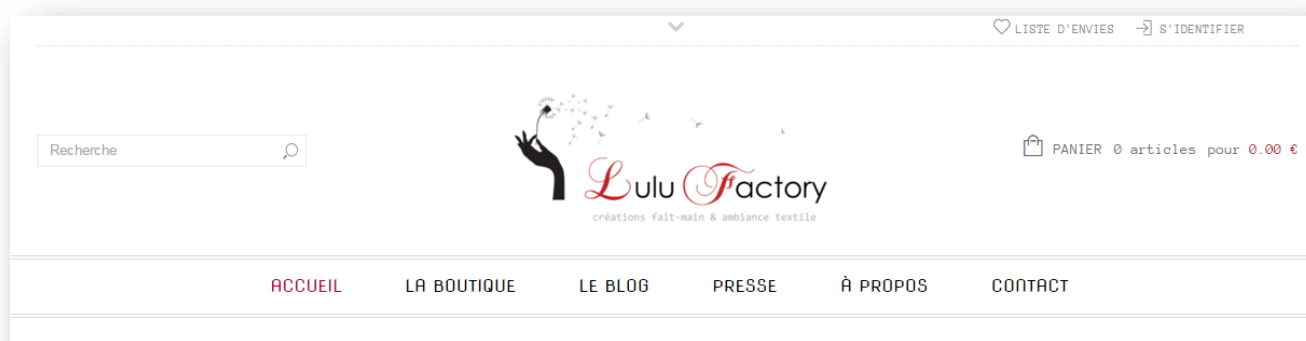 LISTE D'ENVIES S'IDENTIFIER
Recherche
Lulu Factory
créations fait-main & ambiance textile
PANIER 0 articles pour 0.00 €
ACCUEIL LA BOUTIQUE LE BLOG PRESSE À PROPOS CONTACT